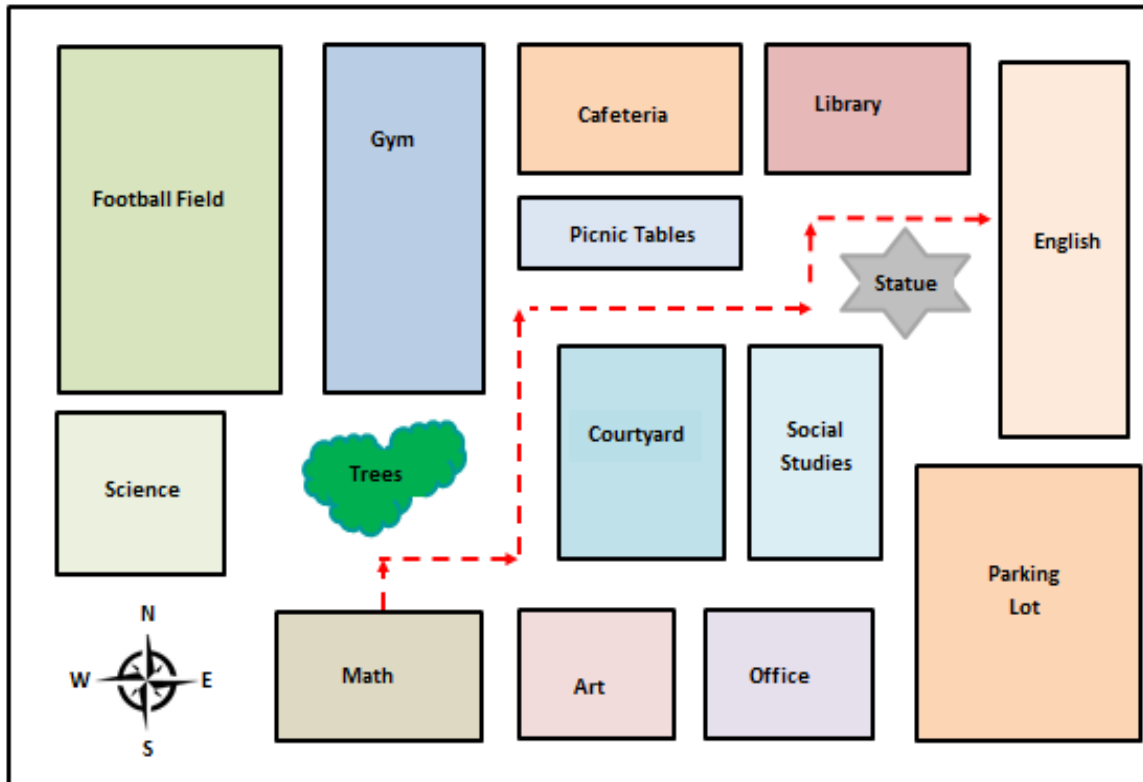 Football Field
Gym
Cafeteria
Library
Picnic Tables
English
Statue
Science
Trees
Courtyard
Social
Studies
Parking
Lot
N
W
E
S
Math
Art
Office